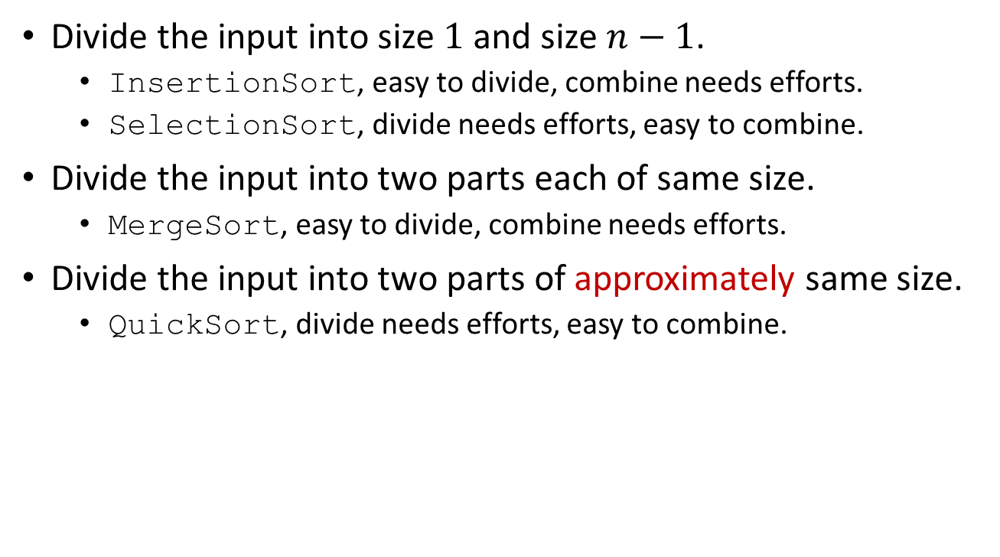 • Divide the input into size 1 and size n − 1.
• InsertionSort, easy to divide, combine needs efforts.
• SelectionSort, divide needs efforts, easy to combine.
• Divide the input into two parts each of same size.
• MergeSort, easy to divide, combine needs efforts.
• Divide the input into two parts of approximately same size.
• QuickSort, divide needs efforts, easy to combine.